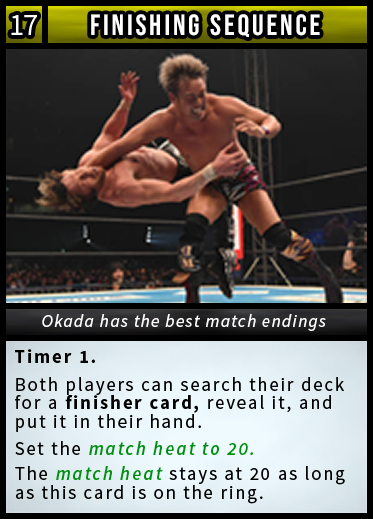 17
FINISHING SEQUENCE
Okada has the best match endings
Timer 1.
Both players can search their deck
for a finisher card, reveal it, and
put it in their hand.
Set the match heat to 20.
The match heat stays at 20 as long
as this card is on the ring.